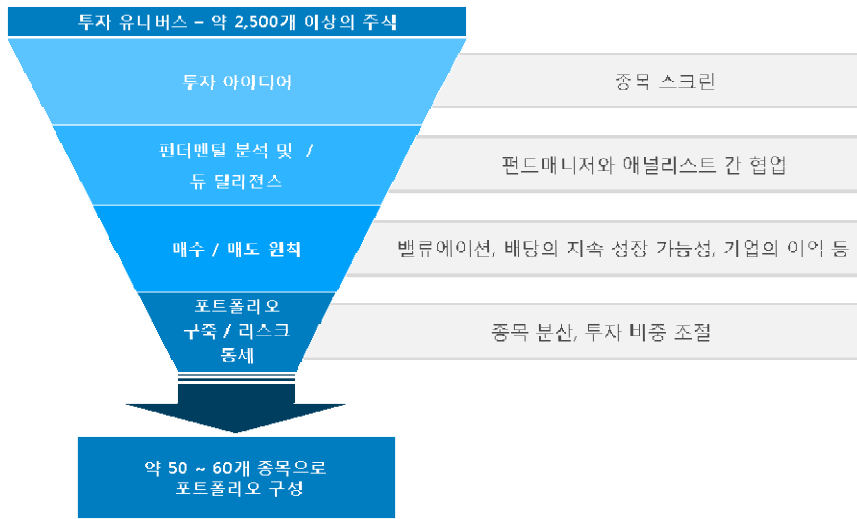 투자 유니버스 – 약 2,500개 이상의 주식
투자 아이디어
종목 스크린
펀더멘털 분석 및 /
듀 딜리전스
펀드매니저와 애널리스트 간 협업
매수 / 매도 원칙
밸류에이션, 배당의 지속 성장 가능성, 기업의 이익 등
포트폴리오
구축 / 리스크
통제
종목 분산, 투자 비중 조절
약 50 ~ 60개 종목으로
포트폴리오 구성